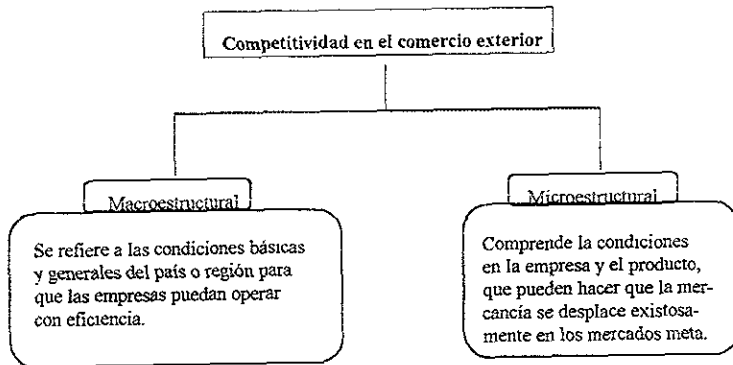 Competitividad en el comercio exterior
Macroestructural
Se refiere a las condiciones básicas
y generales del país o región para
que las empresas puedan operar
con eficiencia.
Microestructural
Comprende la condiciones
en la empresa y el producto,
que pueden hacer que la mer-
cancía se desplace existosa-
mente en los mercados meta.